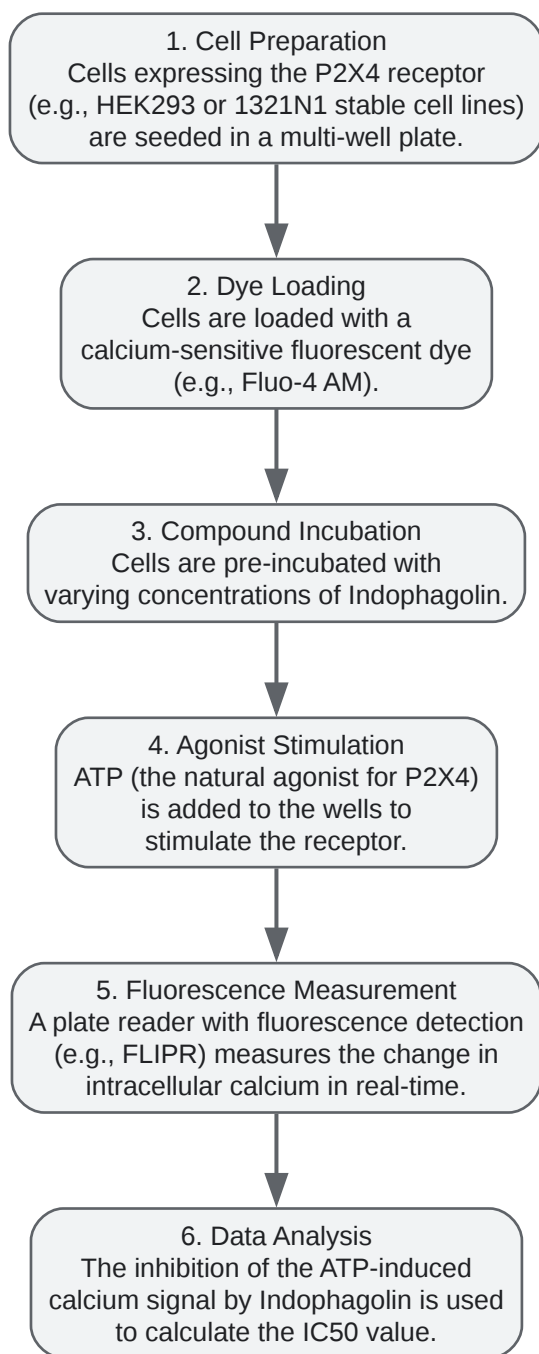 1. Cell Preparation
Cells expressing the P2X4 receptor
(e.g., HEK293 or 1321N1 stable cell lines)
are seeded in a multi-well plate.
2. Dye Loading
Cells are loaded with a
calcium-sensitive fluorescent dye
(e.g., Fluo-4 AM).
3. Compound Incubation
Cells are pre-incubated with
varying concentrations of Indophagolin.
4. Agonist Stimulation
ATP (the natural agonist for P2X4)
is added to the wells to
stimulate the receptor.
5. Fluorescence Measurement
A plate reader with fluorescence detection
(e.g., FLIPR) measures the change in
intracellular calcium in real-time.
6. Data Analysis
The inhibition of the ATP-induced
calcium signal by Indophagolin is used
to calculate the IC50 value.